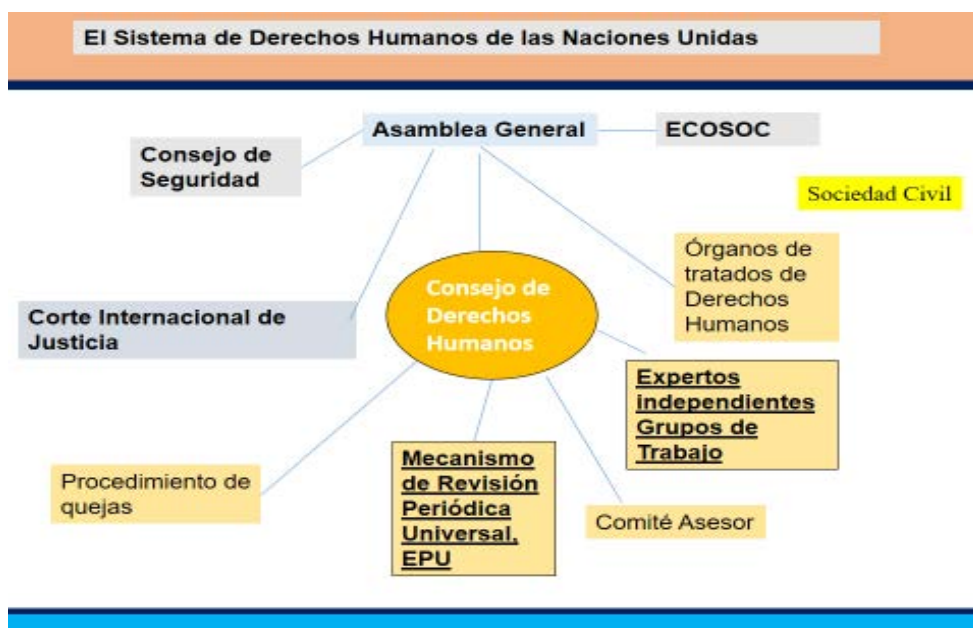 El Sistema de Derechos Humanos de las Naciones Unidas
Asamblea General
ECOSOC
Consejo de
Seguridad
Sociedad Civil
Órganos de
tratados de
Derechos
Humanos
Consejo de
Derechos
Humanos
Corte Internacional de
Justicia
Expertos
independientes
Grupos de
Trabajo
Mecanismo
de Revisión
Periódica
Universal,
EPU
Procedimiento de
quejas
Comité Asesor